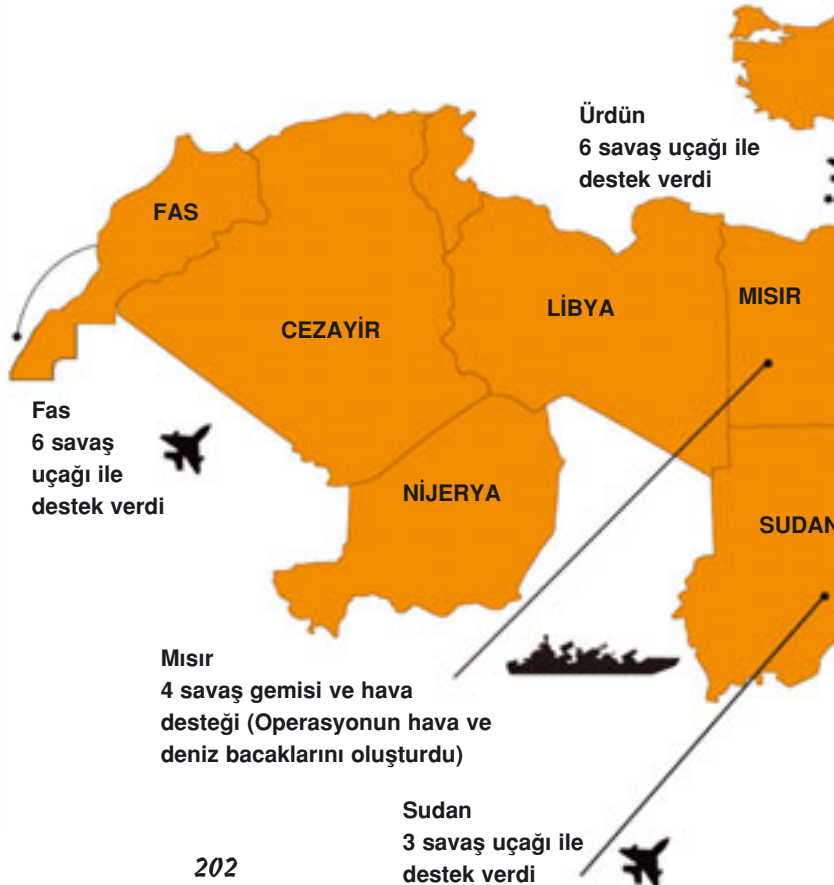 Ürdün
6 savaş uçağı ile
destek verdi
FAS
CEZAYİR
LİBYA
MISIR
Fas
6 savaş
uçağı ile
destek verdi
NİJERYA
SUDAN
Mısır
4 savaş gemisi ve hava
desteği (Operasyonun hava ve
deniz bacaklarını oluşturdu)
Sudan
3 savaş uçağı ile
destek verdi
202